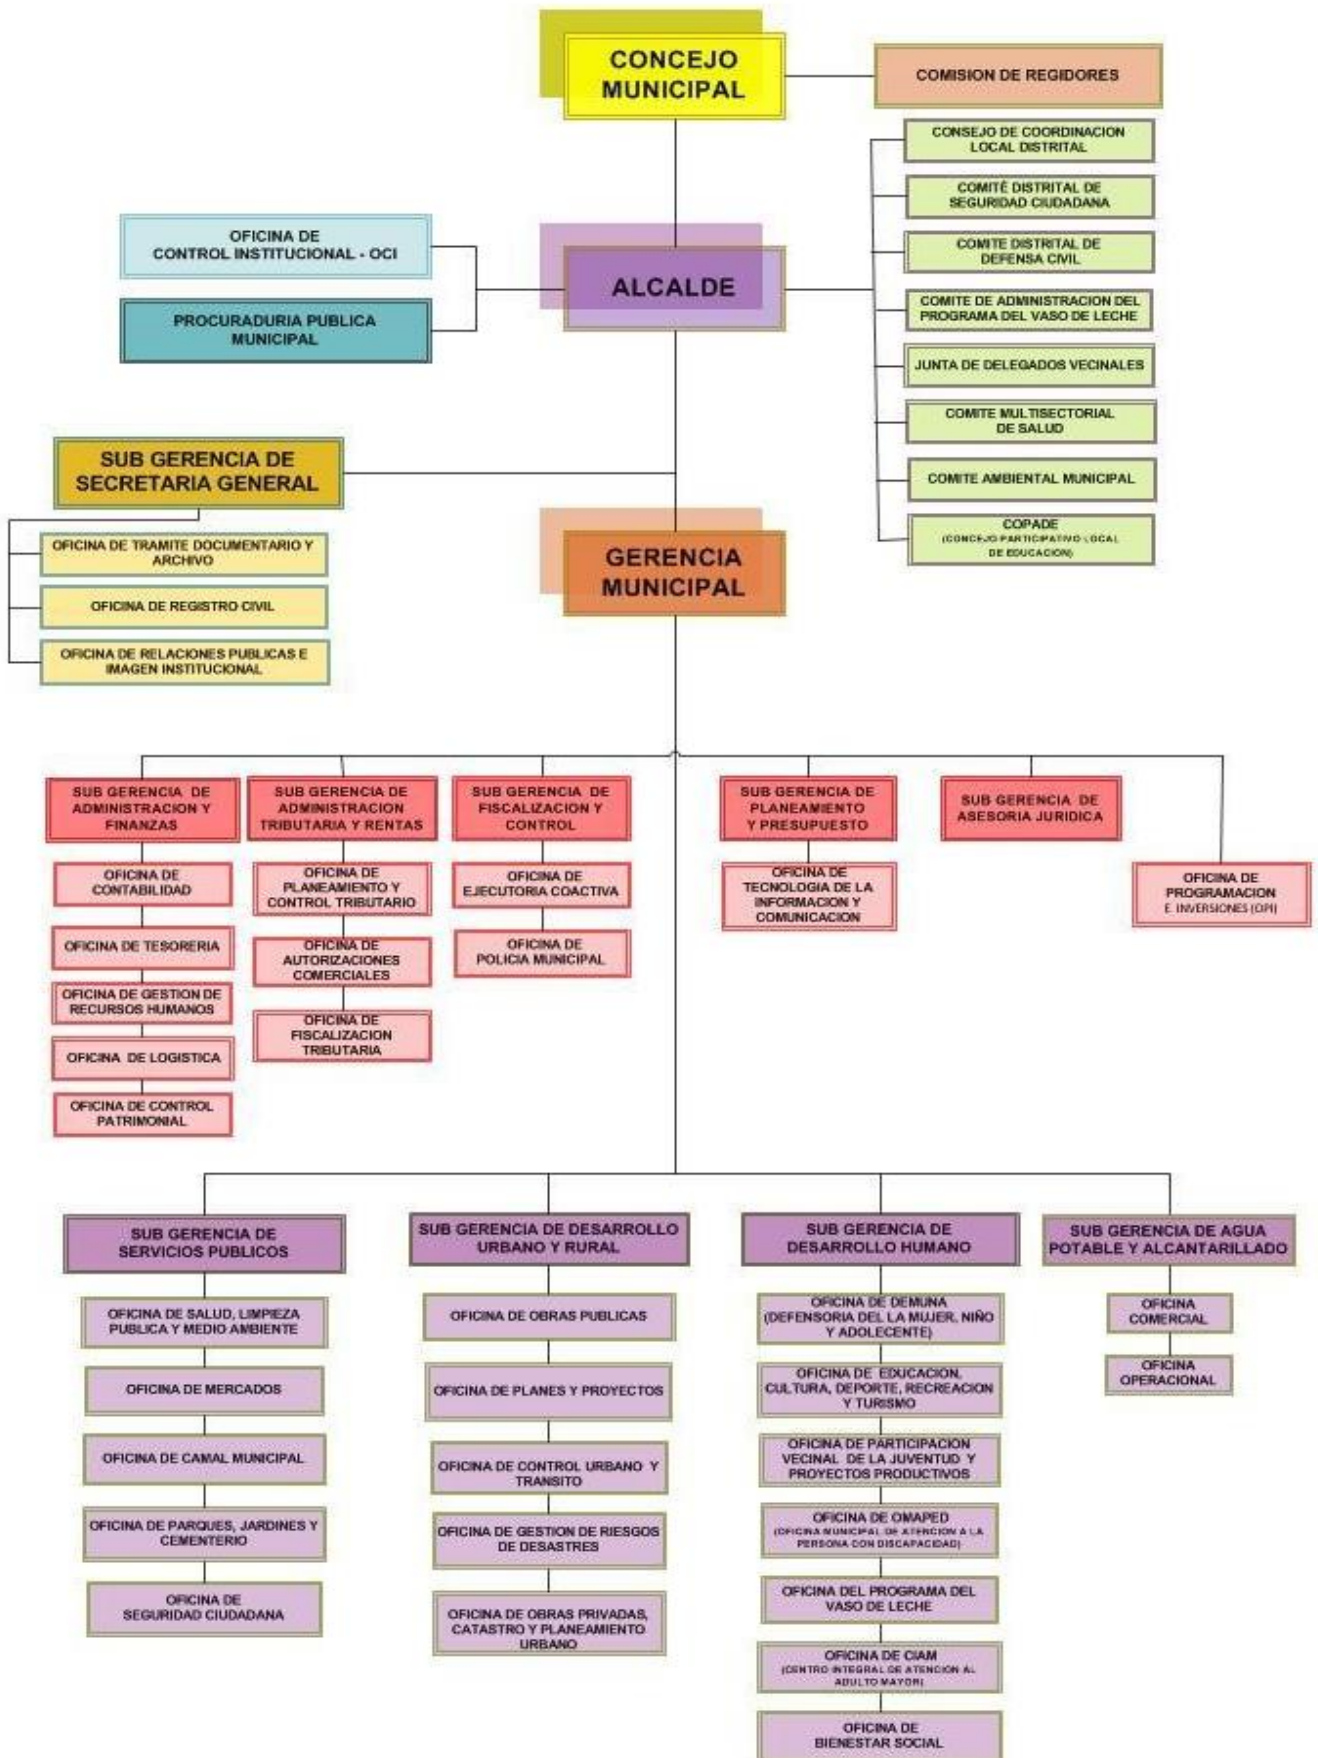 CONCEJO
MUNICIPAL
COMISION DE REGIDORES
CONSEJO DE COORDINACION
LOCAL DISTRITAL
COMITÉ DISTRITAL DE
SEGURIDAD CIUDADANA
COMITE DISTRITAL DE
DEFENSA CIVIL
COMITE DE ADMINISTRACION DEL
PROGRAMA DEL VASO DE LECHE
JUNTA DE DELEGADOS VECINALES
COMITE MULTISECTORIAL
DE SALUD
COMITE AMBIENTAL MUNICIPAL
COPADE
(CONCEJO PARTICIPATIVO LOCAL
DE EDUCACION)
OFICINA DE
CONTROL INSTITUCIONAL - OCI
PROCURADURIA PUBLICA
MUNICIPAL
ALCALDE
SUB GERENCIA DE
SECRETARIA GENERAL
OFICINA DE TRAMITE DOCUMENTARIO Y
ARCHIVO
OFICINA DE REGISTRO CIVIL
OFICINA DE RELACIONES PUBLICAS E
IMAGEN INSTITUCIONAL
GERENCIA
MUNICIPAL
SUB GERENCIA DE
ADMINISTRACION Y
FINANZAS
OFICINA DE
CONTABILIDAD
OFICINA DE TESORERIA
OFICINA DE GESTION DE
RECURSOS HUMANOS
OFICINA DE LOGISTICA
OFICINA DE CONTROL
PATRIMONIAL
SUB GERENCIA DE
ADMINISTRACION
TRIBUTARIA Y RENTAS
OFICINA DE
PLANEAMIENTO Y
CONTROL TRIBUTARIO
OFICINA DE
AUTORIZACIONES
COMERCIALES
OFICINA DE
FISCALIZACION
TRIBUTARIA
SUB GERENCIA DE
FISCALIZACION Y
CONTROL
OFICINA DE
EJECUTORIA COACTIVA
OFICINA DE
POLICIA MUNICIPAL
SUB GERENCIA DE
PLANEAMIENTO
Y PRESUPUESTO
OFICINA DE
TECNOLOGIA DE LA
INFORMACION Y
COMUNICACION
SUB GERENCIA DE
ASESORIA JURIDICA
OFICINA DE
PROGRAMACION
E. INVERSIONES (OPI)
SUB GERENCIA DE
SERVICIOS PUBLICOS
OFICINA DE SALUD, LIMPIEZA
PUBLICA Y MEDIO AMBIENTE
OFICINA DE MERCADOS
OFICINA DE CAMAL MUNICIPAL
OFICINA DE PARQUES, JARDINES Y
CEMENTERIO
OFICINA DE
SEGURIDAD CIUDADANA
SUB GERENCIA DE DESARROLLO
URBANO Y RURAL
OFICINA DE OBRAS PUBLICAS
OFICINA DE PLANES Y PROYECTOS
OFICINA DE CONTROL URBANO Y
TRANSITO
OFICINA DE GESTION DE RIESGOS
DE DESASTRES
OFICINA DE OBRAS PRIVADAS,
CATASTRO Y PLANEAMIENTO
URBANO
SUB GERENCIA DE
DESARROLLO HUMANO
OFICINA DE DEMUNA
(DEFENSORIA DEL LA MUJER, NIÑO
Y ADOLECENTE)
OFICINA DE EDUCACION,
CULTURA, DEPORTE, RECREACION
Y TURISMO
OFICINA DE PARTICIPACION
VECINAL DE LA JUVENTUD Y
PROYECTOS PRODUCTIVOS
OFICINA DE OMAPED
(OFICINA MUNICIPAL DE ATENCION A LA
PERSONA CON DISCAPACIDAD)
OFICINA DEL PROGRAMA DEL
VASO DE LECHE
OFICINA DE CIAM
(CENTRO INTEGRAL DE ATENCION AL
ADULTO MAYOR)
OFICINA DE
BIENESTAR SOCIAL
SUB GERENCIA DE AGUA
POTABLE Y ALCANTARILLADO
OFICINA
COMERCIAL
OFICINA
OPERACIONAL